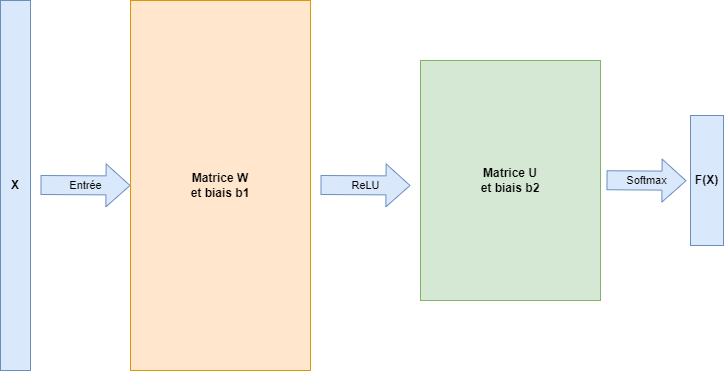 X
Entrée
Matrice W
et biais b1
ReLU
Matrice U
et biais b2
Softmax
F(X)